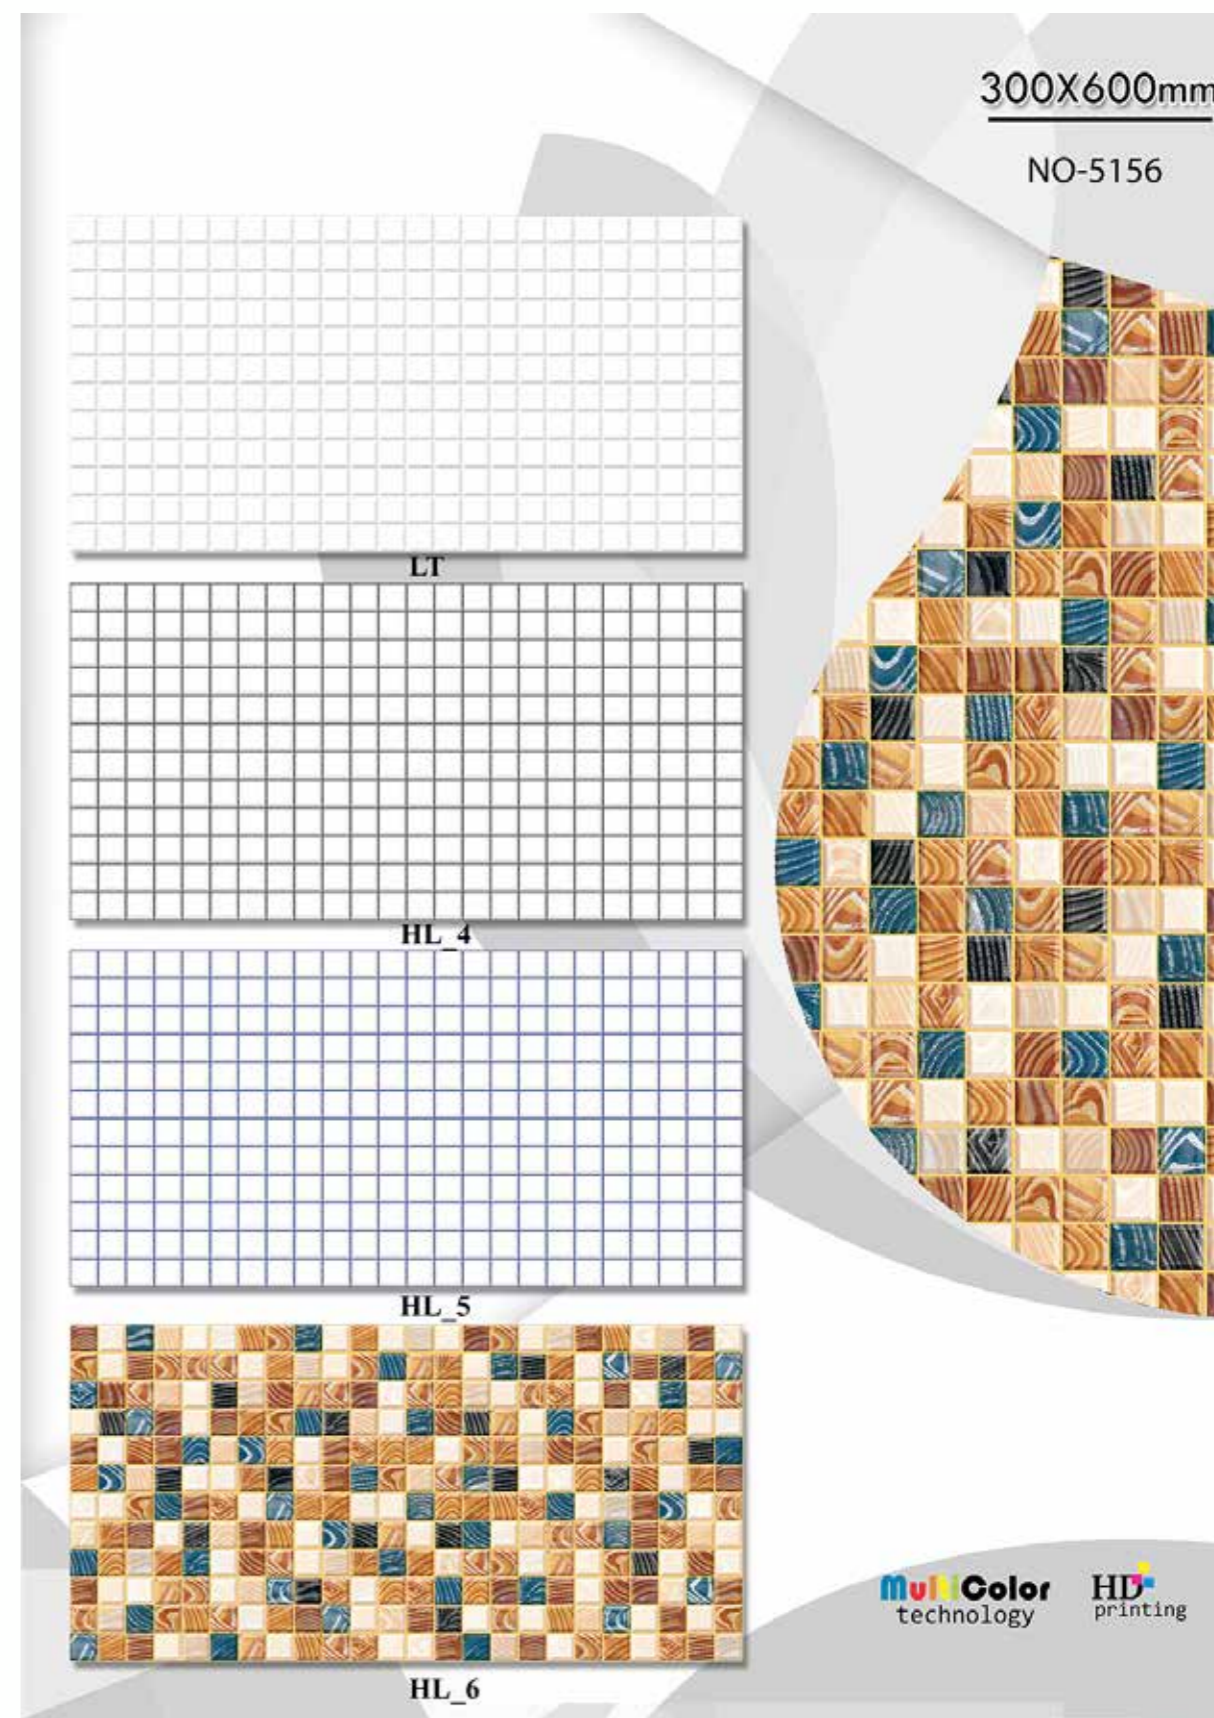 300X600mm
NO-5156
LT
HL_4
HL_5
HL_6
MultiColor
technology
HD
printing